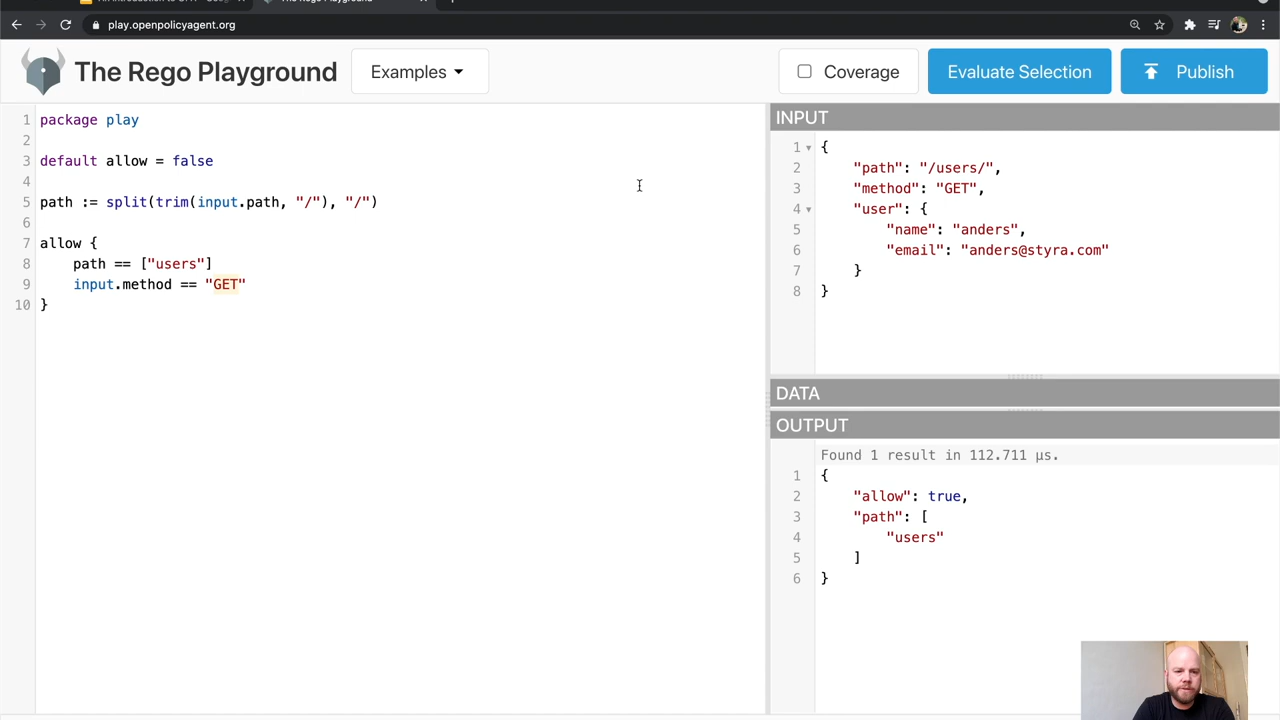 The Rego Playground
play.openpolicyagent.org
The Rego Playground
Examples
Coverage
Evaluate Selection
Publish
1 package play
2
3 default allow = false
4
5 path := split(trim(input.path, "/"), "/")
6
7 allow {
8 path == ["users"]
9 input.method == "GET"
10 }
INPUT
1 {
2 "path": "/users/",
3 "method": "GET",
4 "user": {
5 "name": "anders",
6 "email": "anders@styra.com"
7 }
8 }
DATA
OUTPUT
Found 1 result in 112.711 µs.
1 {
2 "allow": true,
3 "path": [
4 "users"
5 ]
6 }